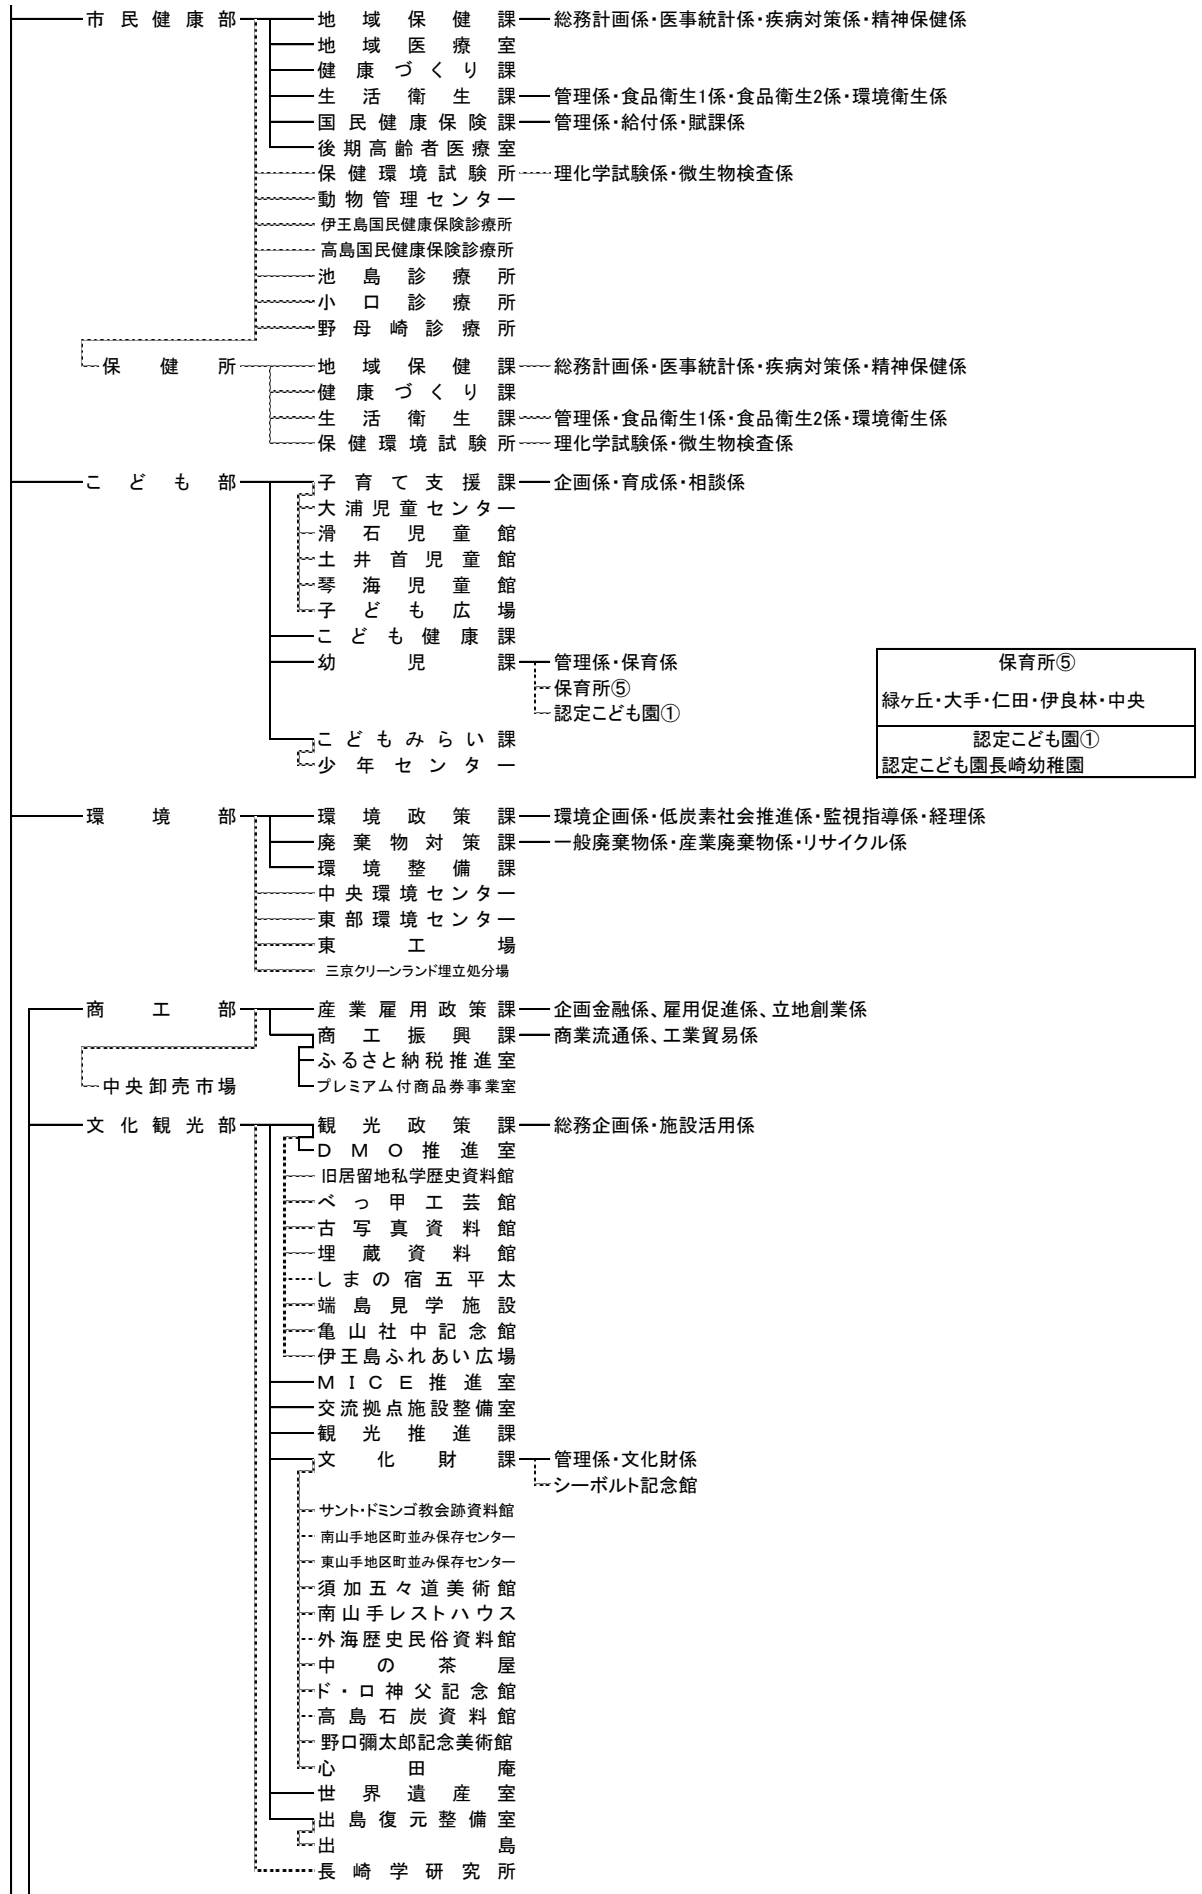 市民健康部 地域保健課 総務計画係・医事統計係・疾病対策係・精神保健係
地域医療室
健康づくり課
生活衛生課 管理係・食品衛生1係・食品衛生2係・環境衛生係
国民健康保険課 管理係・給付係・賦課係
後期高齢者医療室
保健環境試験所 理化学試験係・微生物検査係
動物管理センター
伊王島国民健康保険診療所
高島国民健康保険診療所
池島診療所
小口診療所
野母崎診療所
保健所 地域保健課 総務計画係・医事統計係・疾病対策係・精神保健係
健康づくり課
生活衛生課 管理係・食品衛生1係・食品衛生2係・環境衛生係
保健環境試験所 理化学試験係・微生物検査係
こども部 子育て支援課 企画係・育成係・相談係
大浦児童センター
滑石児童館
土井首児童館
琴海児童館
子ども広場
こども健康課
幼児課 管理係・保育係
保育所⑤
認定こども園①
こどもみらい課
少年センター
保育所⑤
緑ヶ丘・大手・仁田・伊良林・中央
認定こども園①
認定こども園長崎幼稚園
環境部 環境政策課 環境企画係・低炭素社会推進係・監視指導係・経理係
廃棄物対策課 一般廃棄物係・産業廃棄物係・リサイクル係
環境整備課
中央環境センター
東部環境センター
東工場
三京クリーンランド埋立処分場
商工部 産業雇用政策課 企画金融係、雇用促進係、立地創業係
商工振興課 商業流通係、工業貿易係
ふるさと納税推進室
中央卸売市場 プレミアム付商品券事業室
文化観光部 観光政策課 総務企画係・施設活用係
DMO推進室
旧居留地私学歴史資料館
べっ甲工芸館
古写真資料館
埋蔵資料館
しまの宿五平太
端島見学施設
亀山社中記念館
伊王島ふれあい広場
MICE推進室
交流拠点施設整備室
観光推進課
文化財課 管理係・文化財係
シーボルト記念館
サント・ドミンゴ教会跡資料館
南山手地区町並み保存センター
東山手地区町並み保存センター
須加五々道美術館
南山手レストハウス
外海歴史民俗資料館
中の茶屋
ド・ロ神父記念館
高島石炭資料館
野口彌太郎記念美術館
心田庵
世界遺産室
出島復元整備室
出島
長崎学研究所